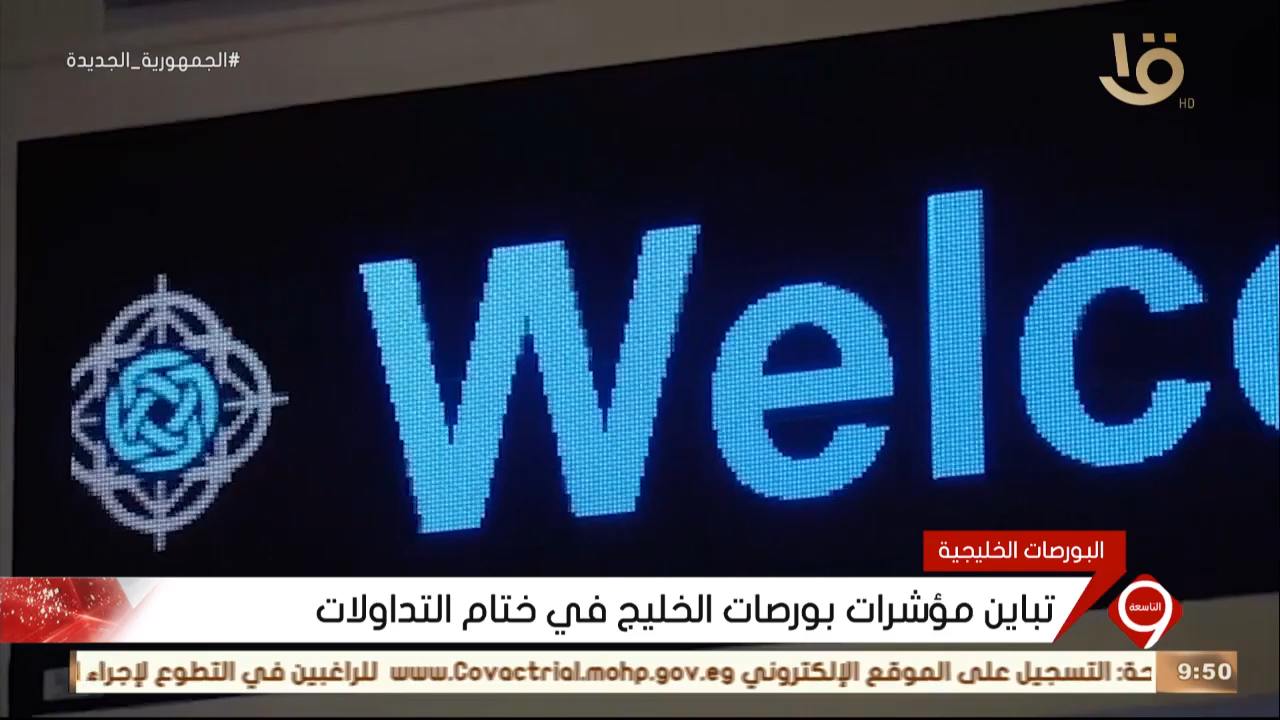 #الجمهورية_الجديدة
HD
Welc
البورصات الخليجية
تباين مؤشرات بورصات الخليج في ختام التداولات
التاسعة
9
حة: التسجيل على الموقع الإلكتروني www.Covactrial.mohp.gov.eg للراغبين في التطوع لإجراء
9:50